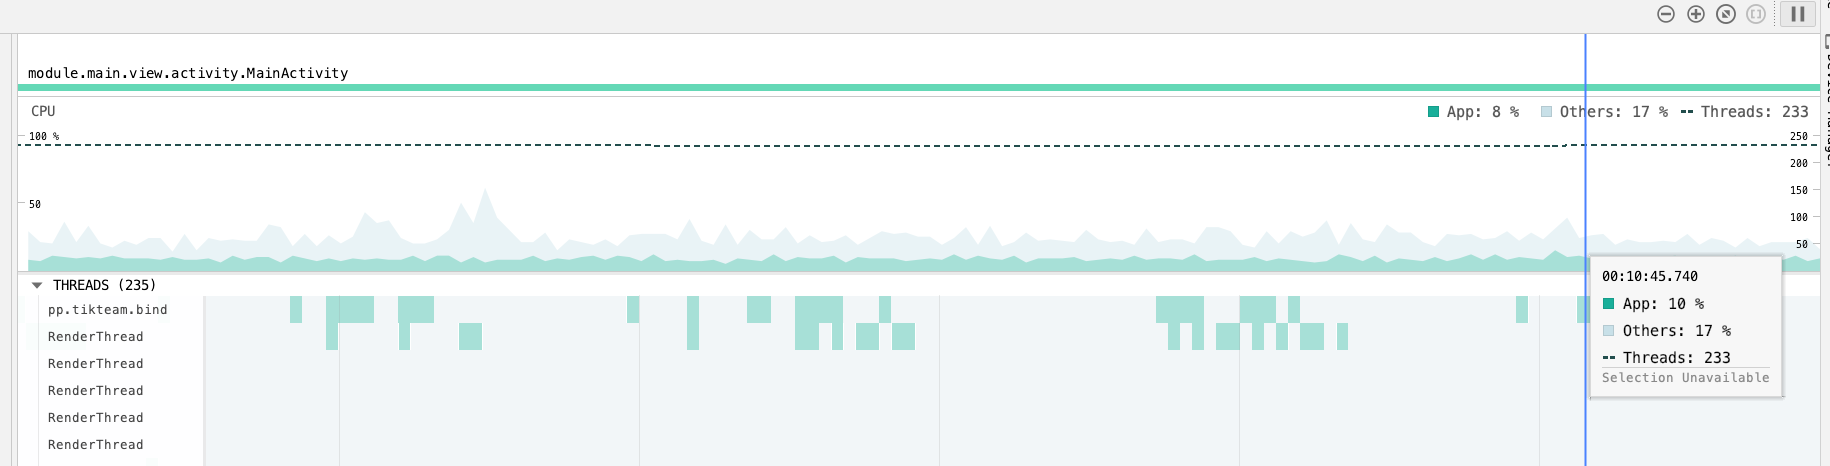 module.main.view.activity.MainActivity
CPU
App: 8 %
Others: 17 %
Threads: 233
100 %
50
250
200
150
100
50
THREADS (235)
pp.tikteam.bind
RenderThread
RenderThread
RenderThread
RenderThread
RenderThread
00:10:45.740
App: 10 %
Others: 17 %
Threads: 233
Selection Unavailable